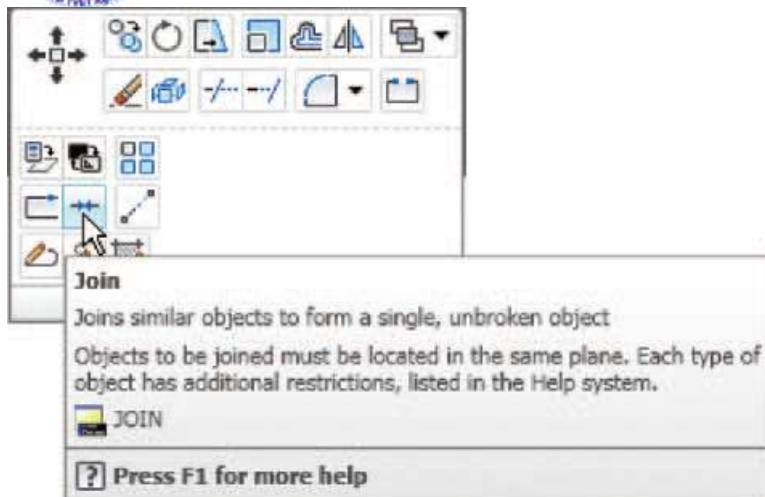 Join
Joins similar objects to form a single, unbroken object
Objects to be joined must be located in the same plane. Each type of
object has additional restrictions, listed in the Help system.
JOIN
Press F1 for more help